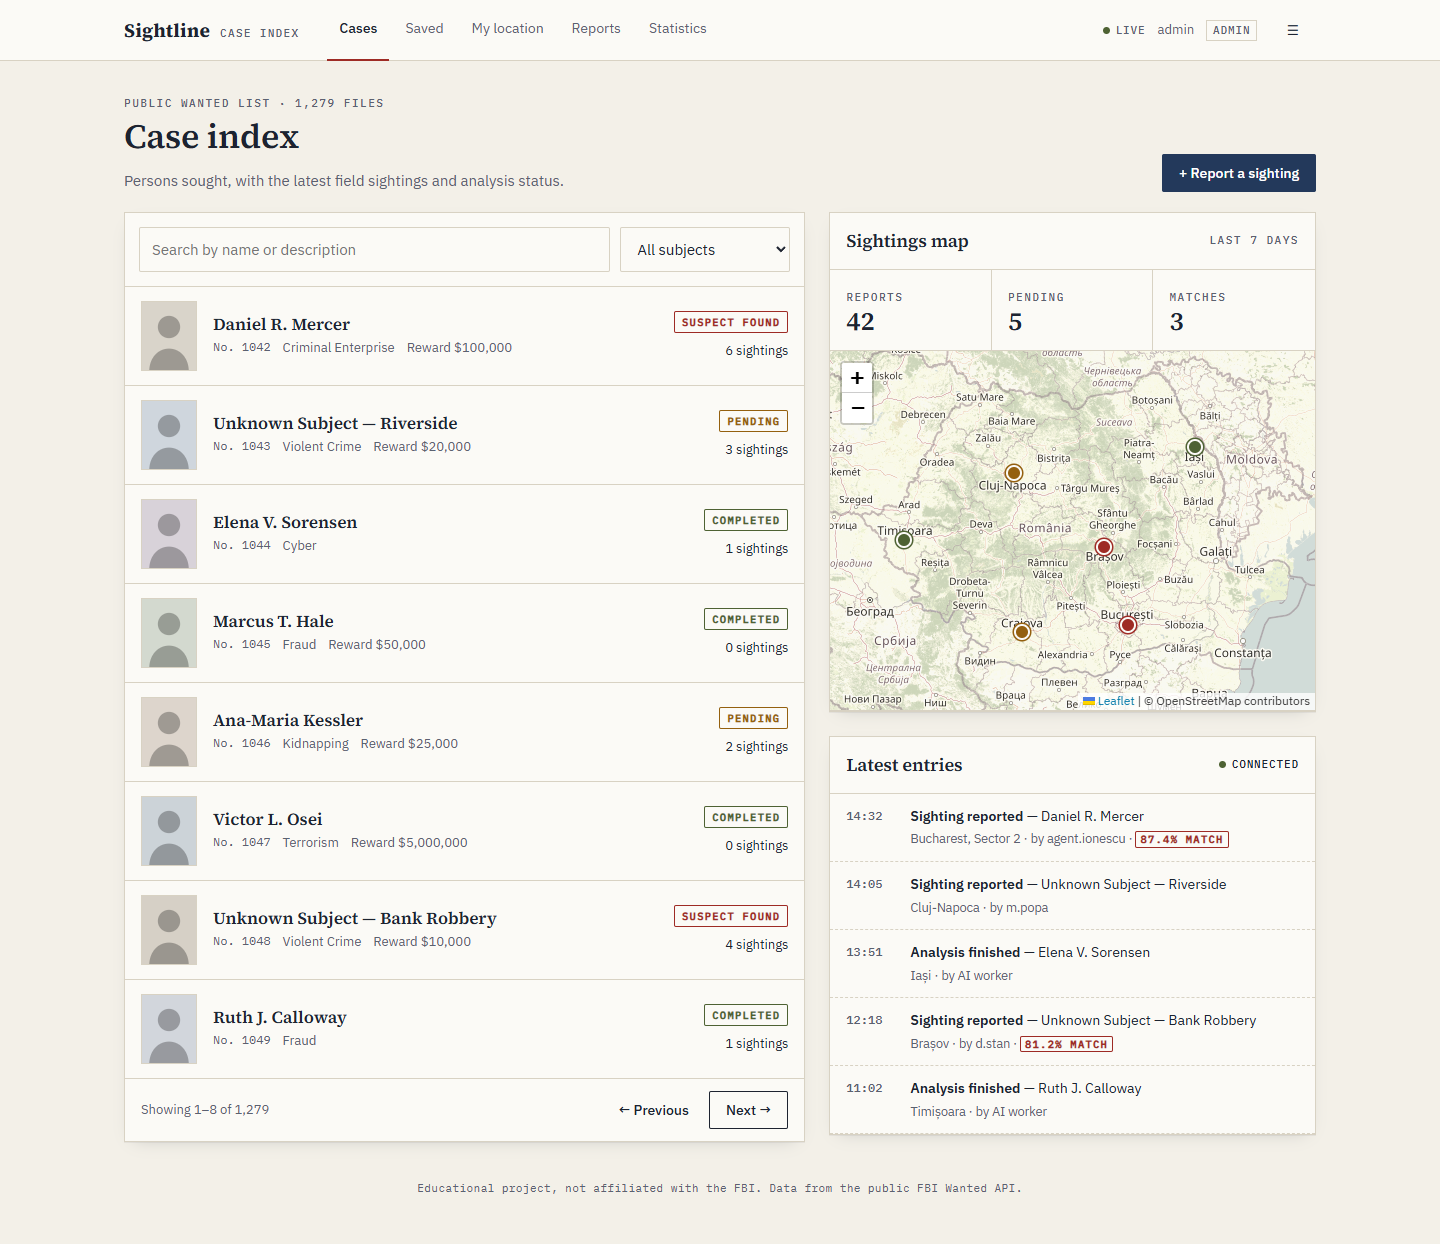 Sightline CASE INDEX Cases Saved My location Reports Statistics LIVE admin ADMIN ☰
PUBLIC WANTED LIST · 1,279 FILES
Case index
Persons sought, with the latest field sightings and analysis status.
+ Report a sighting
Search by name or description All subjects
Daniel R. Mercer SUSPECT FOUND
No. 1042 Criminal Enterprise Reward $100,000 6 sightings
Unknown Subject — Riverside PENDING
No. 1043 Violent Crime Reward $20,000 3 sightings
Elena V. Sorensen COMPLETED
No. 1044 Cyber 1 sightings
Marcus T. Hale COMPLETED
No. 1045 Fraud Reward $50,000 0 sightings
Ana-Maria Kessler PENDING
No. 1046 Kidnapping Reward $25,000 2 sightings
Victor L. Osei COMPLETED
No. 1047 Terrorism Reward $5,000,000 0 sightings
Unknown Subject — Bank Robbery SUSPECT FOUND
No. 1048 Violent Crime Reward $10,000 4 sightings
Ruth J. Calloway COMPLETED
No. 1049 Fraud 1 sightings
Showing 1–8 of 1,279 ← Previous Next →
Sightings map LAST 7 DAYS
REPORTS PENDING MATCHES
42 5 3
область
+
−
Miskolc
Чернівецька
область
Satu Mare
Botoșani
Debrecen
Baia Mare
Suceava
Bălți
Zalău
Piatra-
Neamț
Iași
Oradea
Bistrița
Moldova
Cluj-Napoca
Târgu Mureș
Bacău
Vaslui
Szeged
Arad
Bârlad
Sfântu
Gheorghe
Timișoara
Deva
România
Cahul
Brașov
Focșani
Galați
Reșița
Râmnicu
Vâlcea
Tulcea
Drobeta-
Turnu
Severin
Ploiești
Buzău
Београд
Pitești
București
Craiova
Slobozia
Србија
Видин
Alexandria
Русе
Călărași
Constanța
Централна
Србија
Плевен
Разград
Нови Пазар
Ниш
Враца
Варна
Leaflet | © OpenStreetMap contributors
Latest entries CONNECTED
14:32 Sighting reported — Daniel R. Mercer
Bucharest, Sector 2 · by agent.ionescu · 87.4% MATCH
14:05 Sighting reported — Unknown Subject — Riverside
Cluj-Napoca · by m.popa
13:51 Analysis finished — Elena V. Sorensen
Iași · by AI worker
12:18 Sighting reported — Unknown Subject — Bank Robbery
Brașov · by d.stan · 81.2% MATCH
11:02 Analysis finished — Ruth J. Calloway
Timișoara · by AI worker
Educational project, not affiliated with the FBI. Data from the public FBI Wanted API.